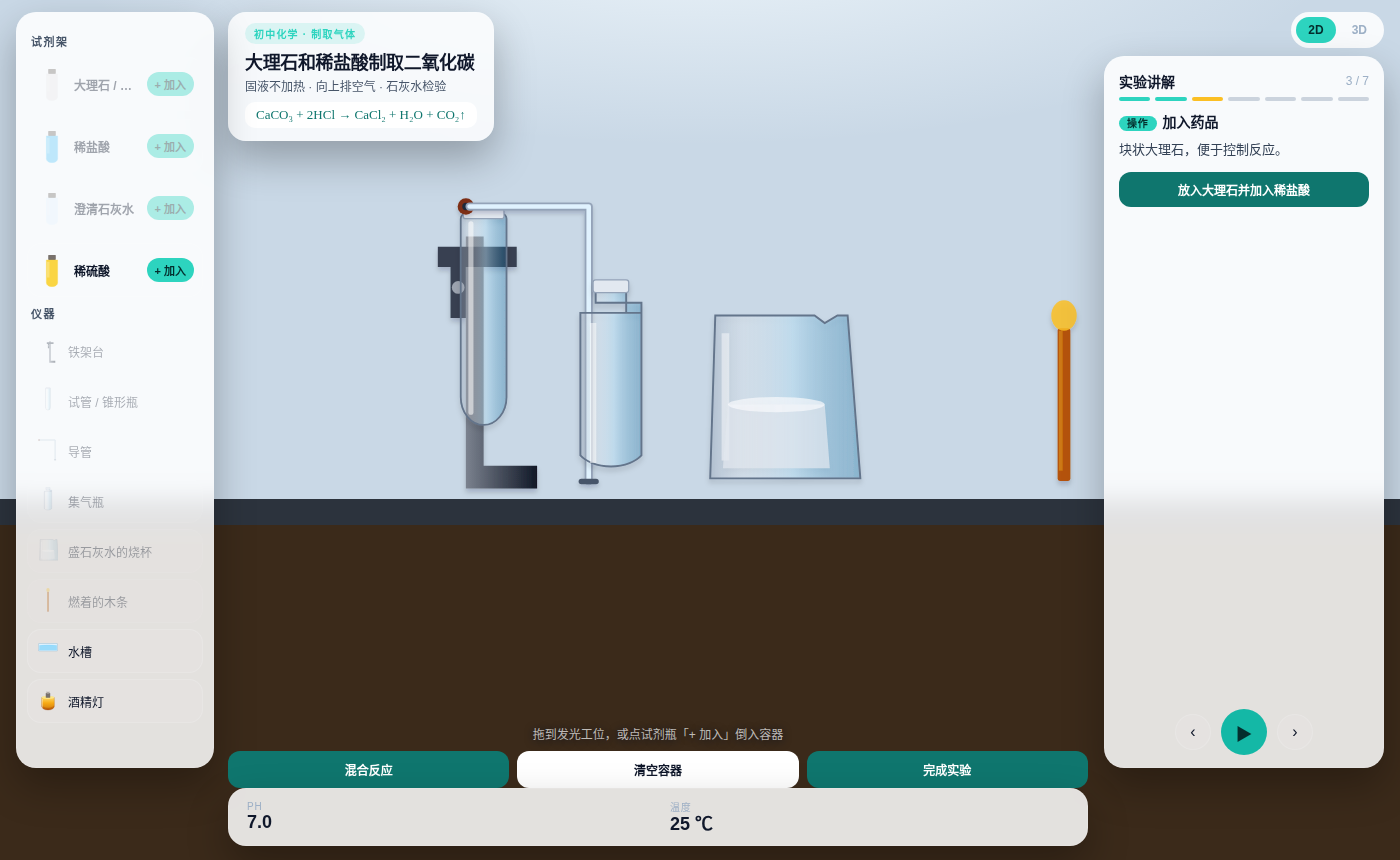 试剂架
大理石 / ...
+ 加入
稀盐酸
+ 加入
澄清石灰水
+ 加入
稀硫酸
+ 加入
仪器
铁架台
试管 / 锥形瓶
导管
集气瓶
盛石灰水的烧杯
燃着的木条
水槽
酒精灯
初中化学 · 制取气体
大理石和稀盐酸制取二氧化碳
固液不加热 · 向上排空气 · 石灰水检验
CaCO₃ + 2HCl → CaCl₂ + H₂O + CO₂↑
2D
3D
实验讲解
3 / 7
操作 加入药品
块状大理石，便于控制反应。
放入大理石并加入稀盐酸
‹
›
拖到发光工位，或点试剂瓶「+ 加入」倒入容器
混合反应
清空容器
完成实验
PH
7.0
温度
25 ℃